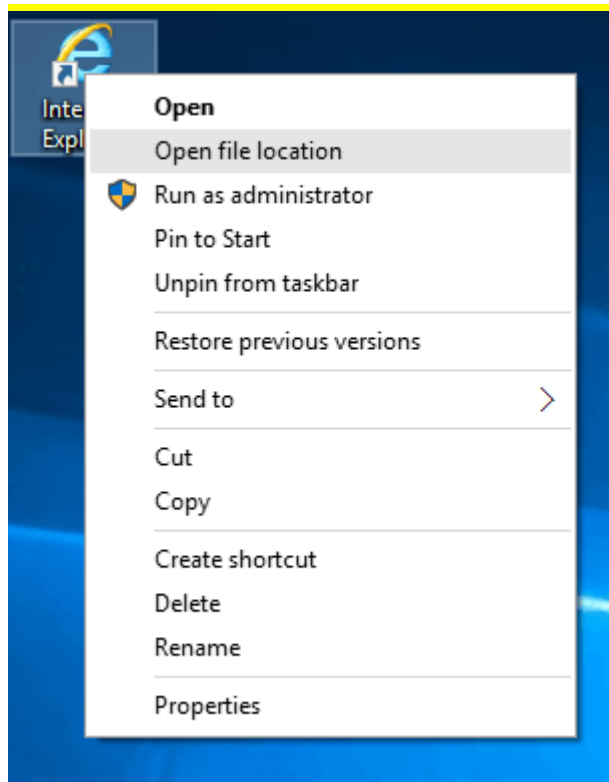 Inte
Expl
Open
Open file location
Run as administrator
Pin to Start
Unpin from taskbar
Restore previous versions
Send to
Cut
Copy
Create shortcut
Delete
Rename
Properties